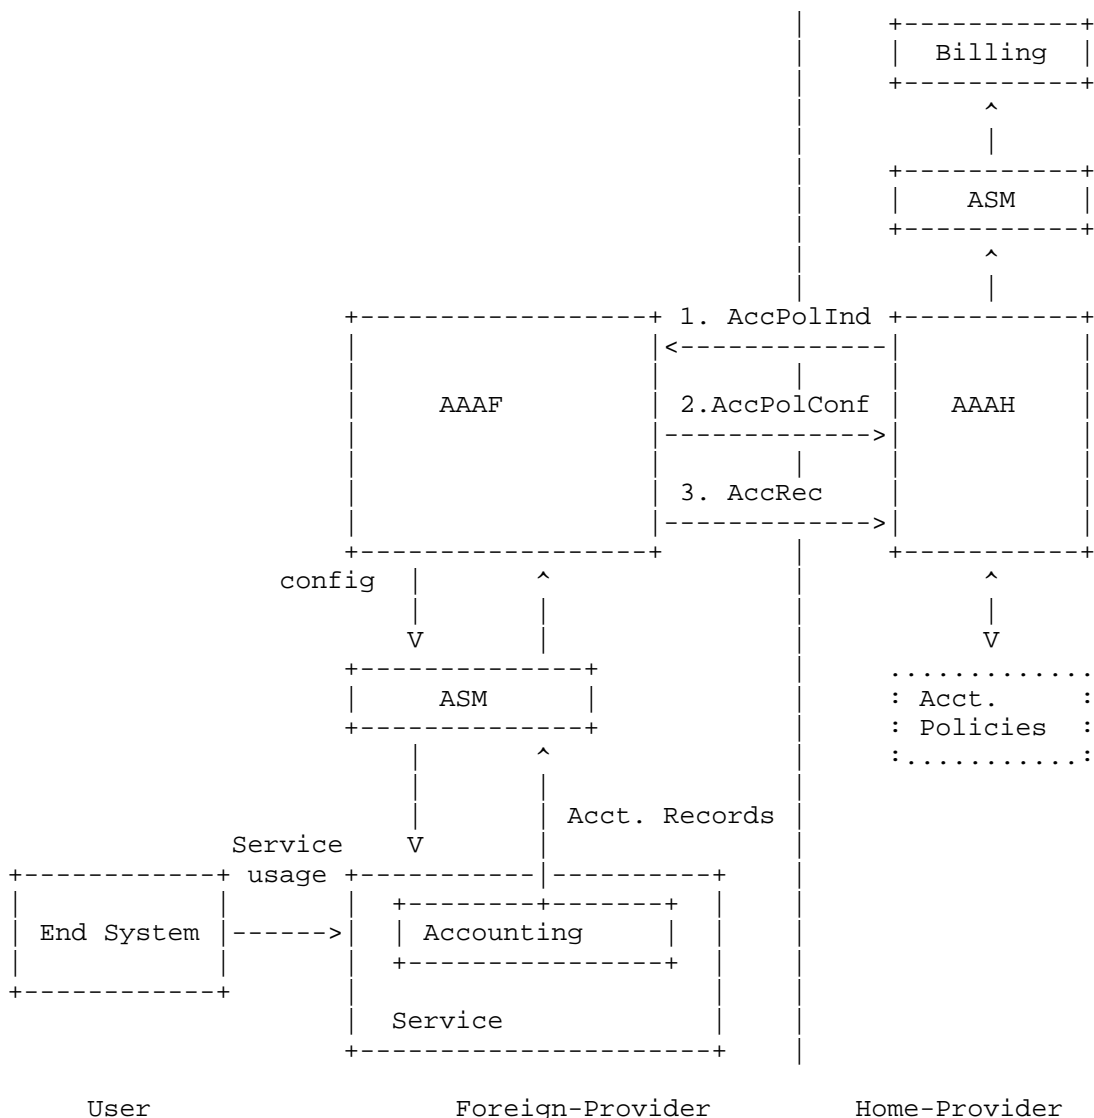 Billing
ASM
1. AccPolInd
AAAF 2.AccPolConf AAAH
3. AccRec
config
V V
ASM Acct.
Policies
Acct. Records
Service V
usage
End System Accounting
Service
User Foreign-Provider Home-Provider